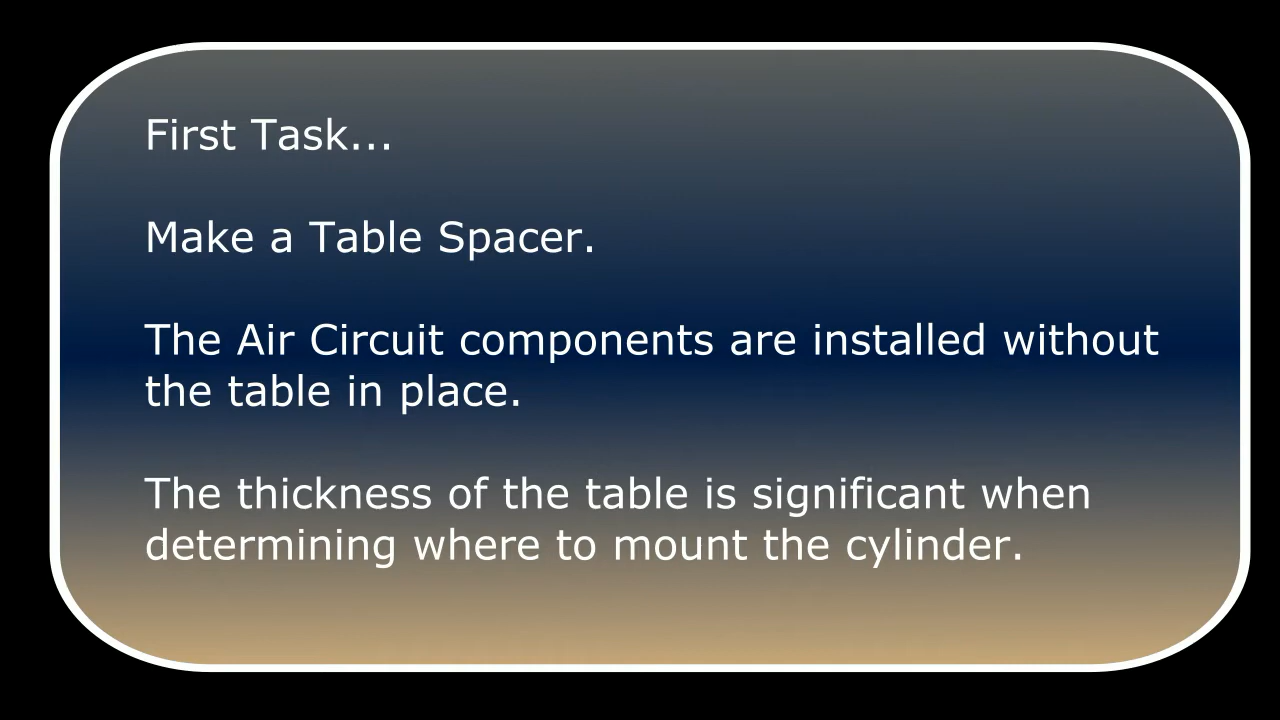 First Task...
Make a Table Spacer.
The Air Circuit components are installed without
the table in place.
The thickness of the table is significant when
determining where to mount the cylinder.